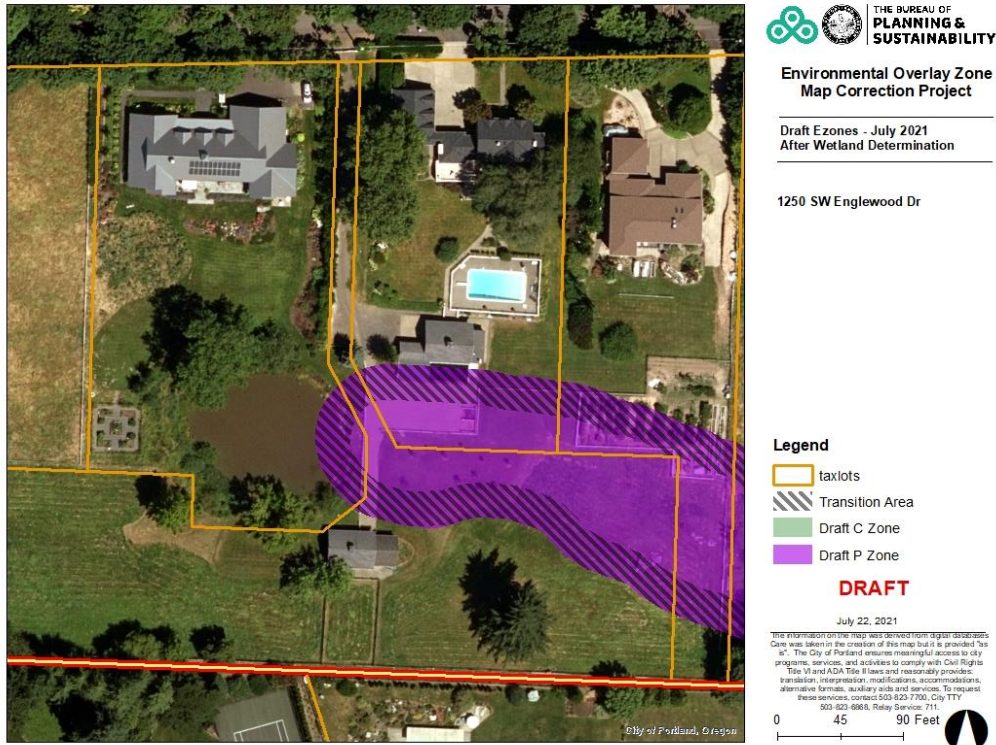 THE BUREAU OF
PLANNING &
SUSTAINABILITY
Environmental Overlay Zone
Map Correction Project
Draft Ezones - July 2021
After Wetland Determination
1250 SW Englewood Dr
Legend
taxlots
Transition Area
Draft C Zone
Draft P Zone
DRAFT
July 22, 2021
The information on the map was derived from digital databases
Care was taken in the creation of this map but it is provided "as
is". The City of Portland ensures meaningful access to city
programs, services, and activities to comply with Civil Rights
Title VI and ADA Title II laws and reasonably provides:
translation, interpretation, modifications, accommodations,
alternative formats, auxiliary aids and services. To request
these services, contact 503-823-7700, City TTY
503-823-6868, Relay Service: 711.
0 45 90 Feet
City of Portland, Oregon